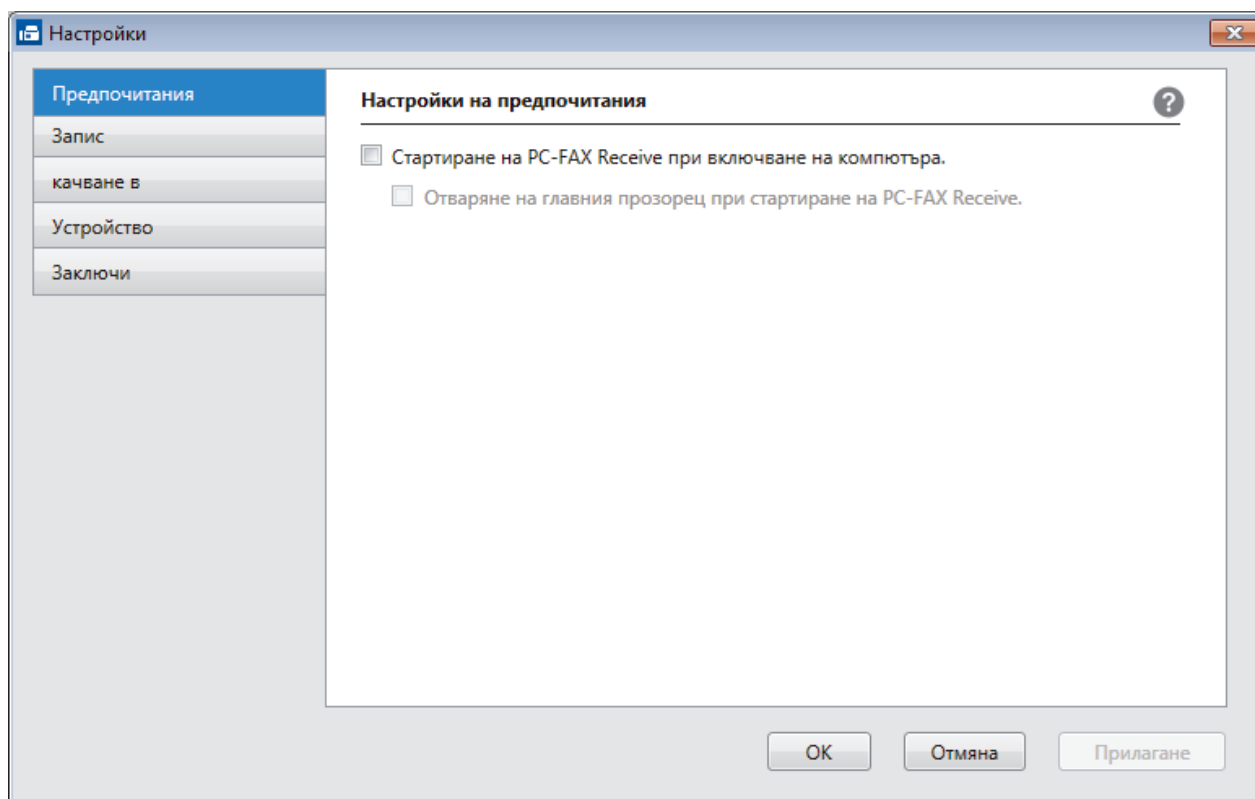 Настройки
Предпочитания
Запис
качване в
Устройство
Заключи
Настройки на предпочитания
?
Стартиране на PC-FAX Receive при включване на компютъра.
Отваряне на главния прозорец при стартиране на PC-FAX Receive.
OK
Отмяна
Прилагане